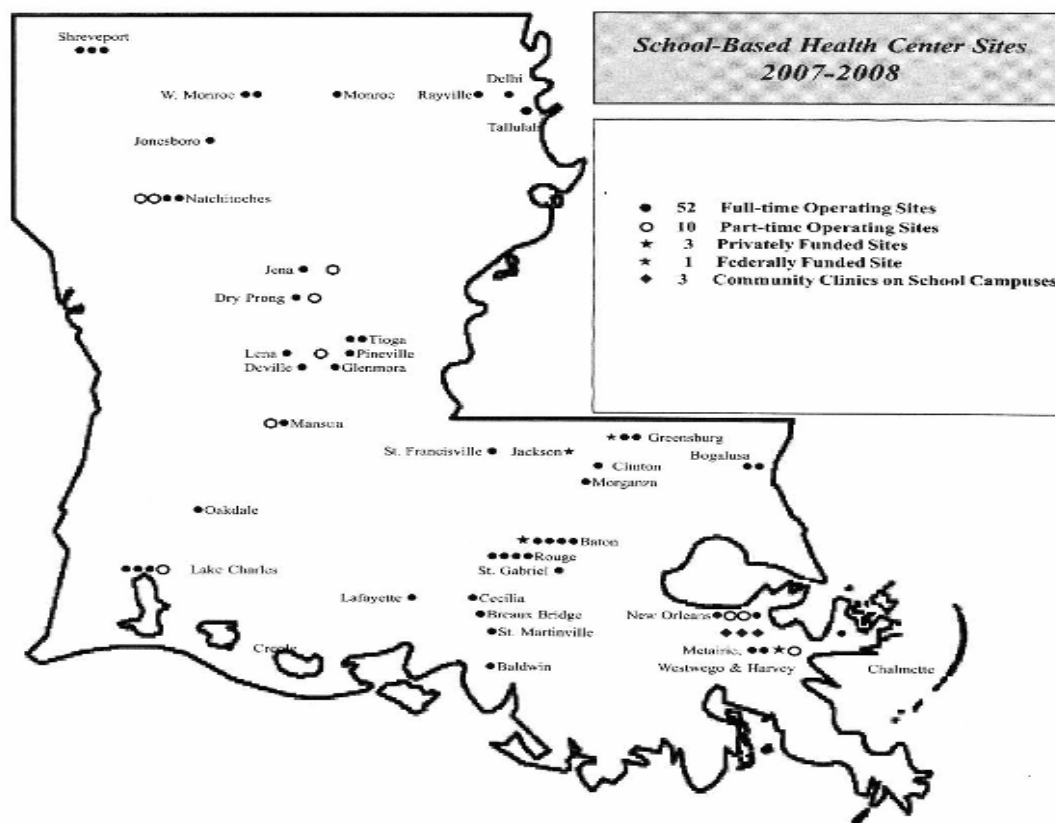 School-Based Health Center Sites
2007-2008
52 Full-time Operating Sites
10 Part-time Operating Sites
3 Privately Funded Sites
1 Federally Funded Site
3 Community Clinics on School Campuses
Shreveport
Delhi
W. Monroe
Monroe
Rayville
Tallulah
Jonesboro
Natchitoches
Jena
Dry Prong
Tioga
Lena
Pineville
Deville
Glenmora
Mansura
Greensburg
St. Francisville
Jackson
Bogalusa
Clinton
Morganza
Oakdale
Baton
Rouge
St. Gabriel
Lake Charles
Lafayette
Cecilia
Breaux Bridge
New Orleans
St. Martinville
Creole
Metairie,
Baldwin
Westwego & Harvey
Chalmette